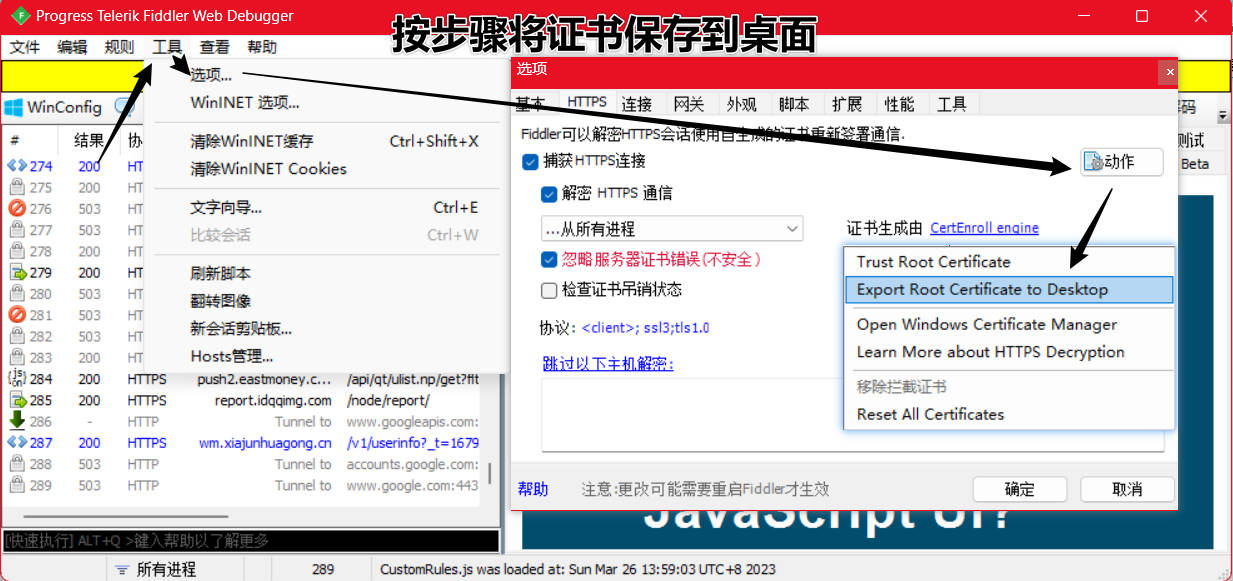 Progress Telerik Fiddler Web Debugger
按步骤将证书保存到桌面
文件 编辑 规则 工具 查看 帮助
WinConfig
选项...
WinINET 选项...
清除WinINET缓存 Ctrl+Shift+X
清除WinINET Cookies
文字向导... Ctrl+E
比较会话 Ctrl+W
刷新脚本
翻转图像
新会话剪贴板...
Hosts管理...
# 结果 协
274 200 HT
275 200 HT
276 503 HT
277 503 HT
278 200 HT
279 200 HT
280 503 HT
281 503 HT
282 503 HT
283 200 HT
284 200 HTTPS push2.eastmoney.c... /api/qt/ulist.np/get?flt
285 200 HTTPS report.idqqimg.com /node/report/
286 - HTTP Tunnel to www.googleapis.com:
287 200 HTTPS wm.xiajunhuagong.cn /v1/userinfo?_t=1679
288 503 HTTP Tunnel to accounts.google.com:
289 503 HTTP Tunnel to www.google.com:443
选项
基本 HTTPS 连接 网关 外观 脚本 扩展 性能 工具
Fiddler可以解密HTTPS会话使用自生成的证书重新签署通信.
捕获HTTPS连接
动作
解密 HTTPS 通信
...从所有进程
证书生成由 CertEnroll engine
忽略服务器证书错误(不安全)
检查证书吊销状态
协议: <client>; ssl3;tls1.0
跳过以下主机解密:
Trust Root Certificate
Export Root Certificate to Desktop
Open Windows Certificate Manager
Learn More about HTTPS Decryption
移除拦截证书
Reset All Certificates
帮助 注意:更改可能需要重启Fiddler才生效 确定 取消
码
测试
Beta
JavaScript UI?
[快速执行] ALT+Q >键入帮助以了解更多
所有进程 289 CustomRules.js was loaded at: Sun Mar 26 13:59:03 UTC+8 2023